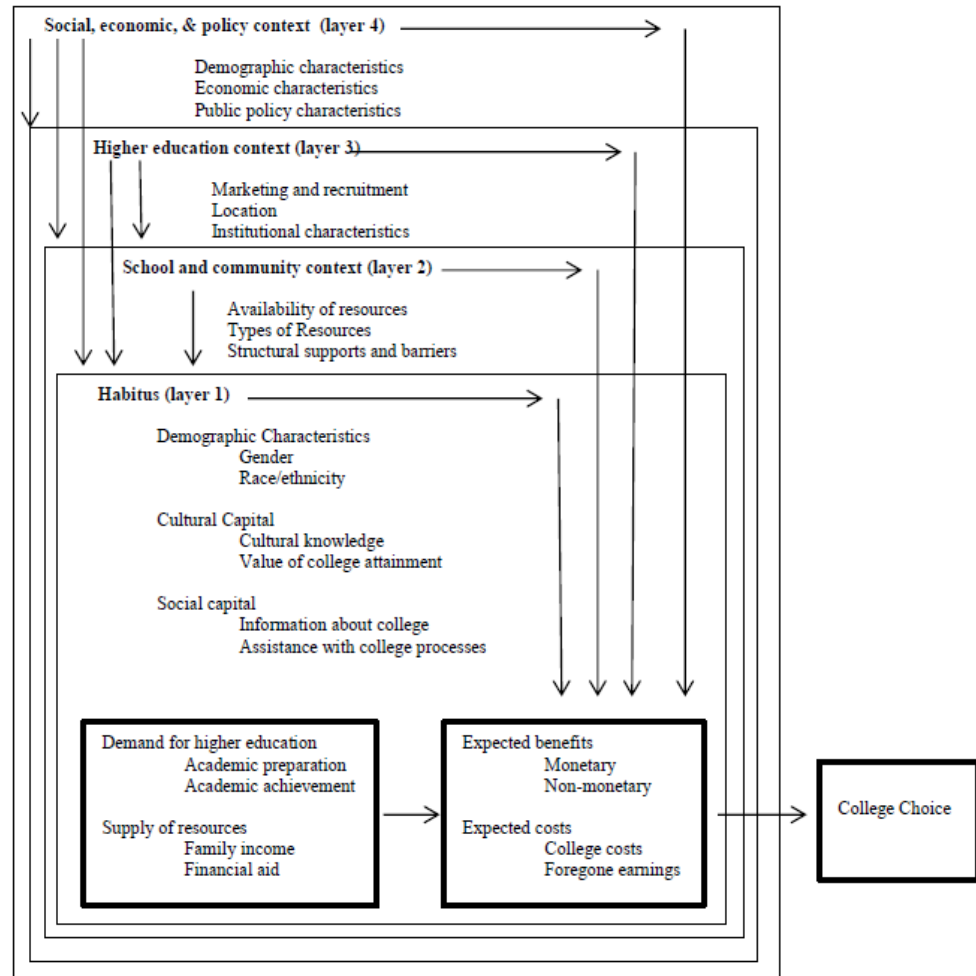 Social, economic, & policy context  (layer 4)
Demographic characteristics
Economic characteristics
Public policy characteristics
Higher education context (layer 3)
Marketing and recruitment
Location
Institutional characteristics
School and community context (layer 2)
Availability of resources
Types of Resources
Structural supports and barriers
Habitus (layer 1)
Demographic Characteristics
Gender
Race/ethnicity
Cultural Capital
Cultural knowledge
Value of college attainment
Social capital
Information about college
Assistance with college processes
Demand for higher education
Academic preparation
Academic achievement
Supply of resources
Family income
Financial aid
Expected benefits
Monetary
Non-monetary
Expected costs
College costs
Foregone earnings
College Choice